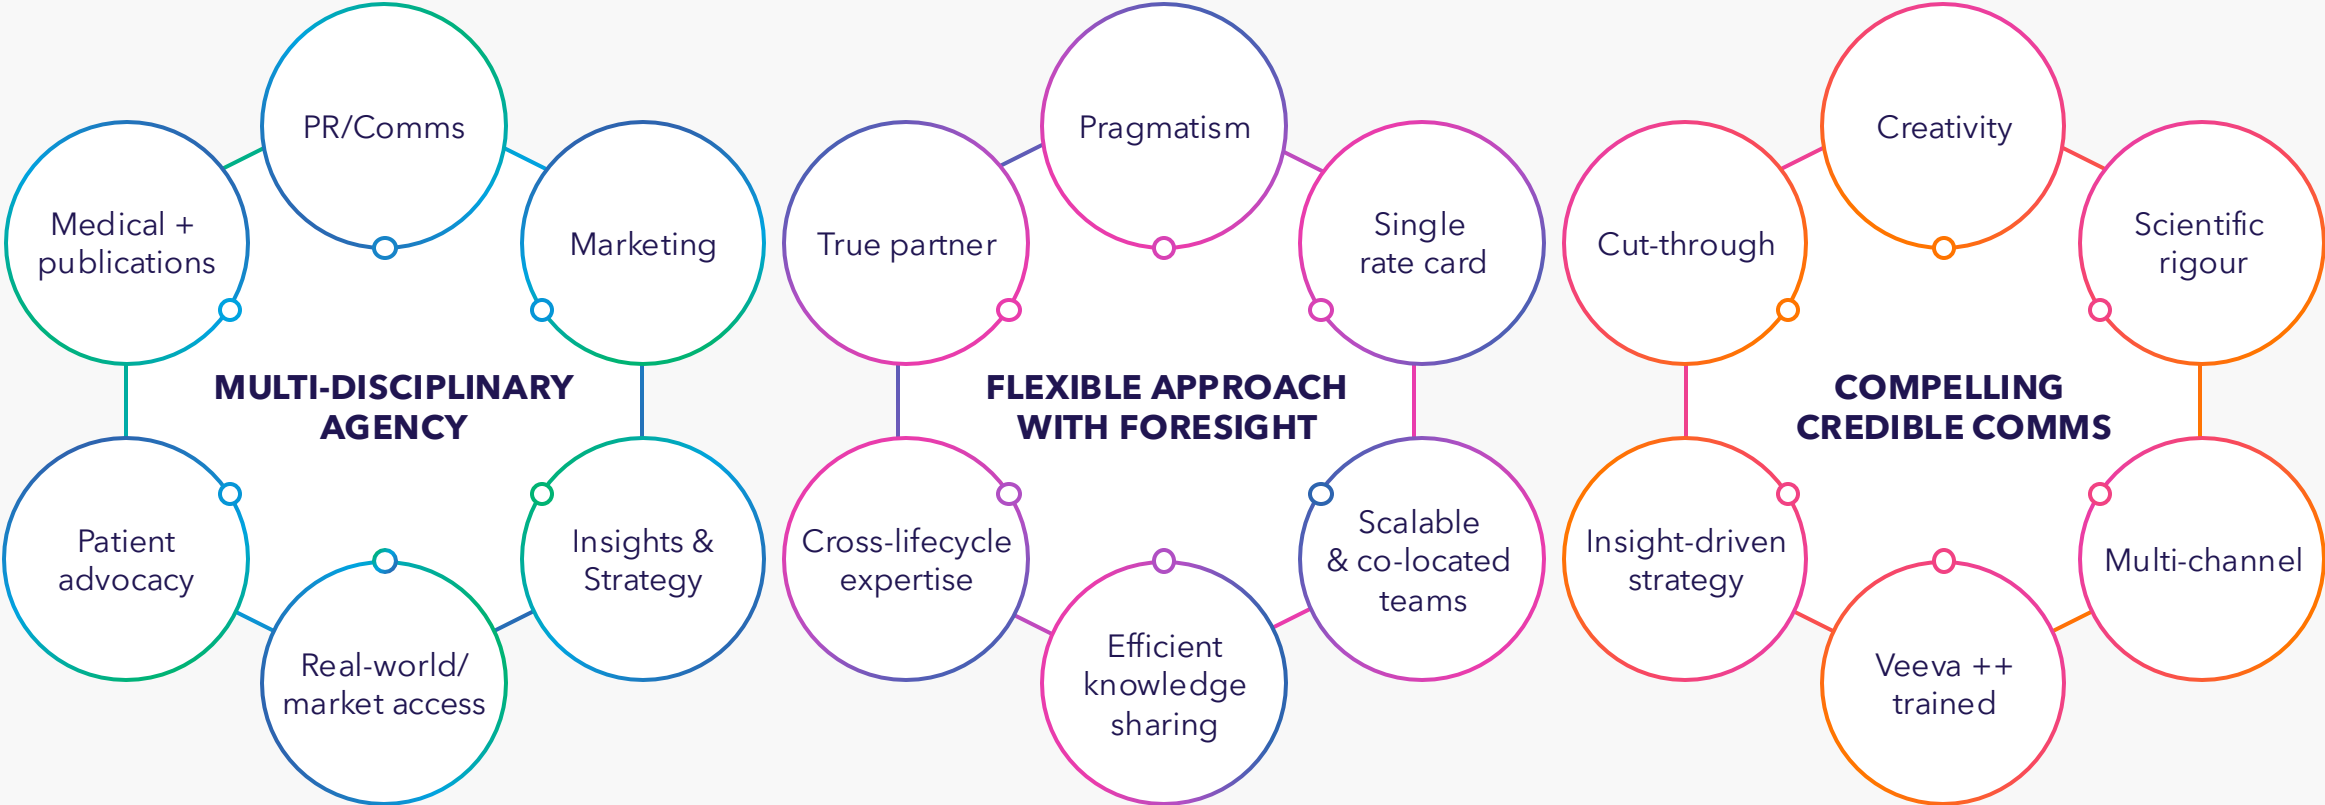 PR/Comms
Medical +
publications
Marketing
MULTI-DISCIPLINARY
AGENCY
Patient
advocacy
Insights &
Strategy
Real-world/
market access
Pragmatism
True partner
Single
rate card
FLEXIBLE APPROACH
WITH FORESIGHT
Cross-lifecycle
expertise
Scalable
& co-located
teams
Efficient
knowledge
sharing
Creativity
Cut-through
Scientific
rigour
COMPELLING
CREDIBLE COMMS
Insight-driven
strategy
Multi-channel
Veeva ++
trained